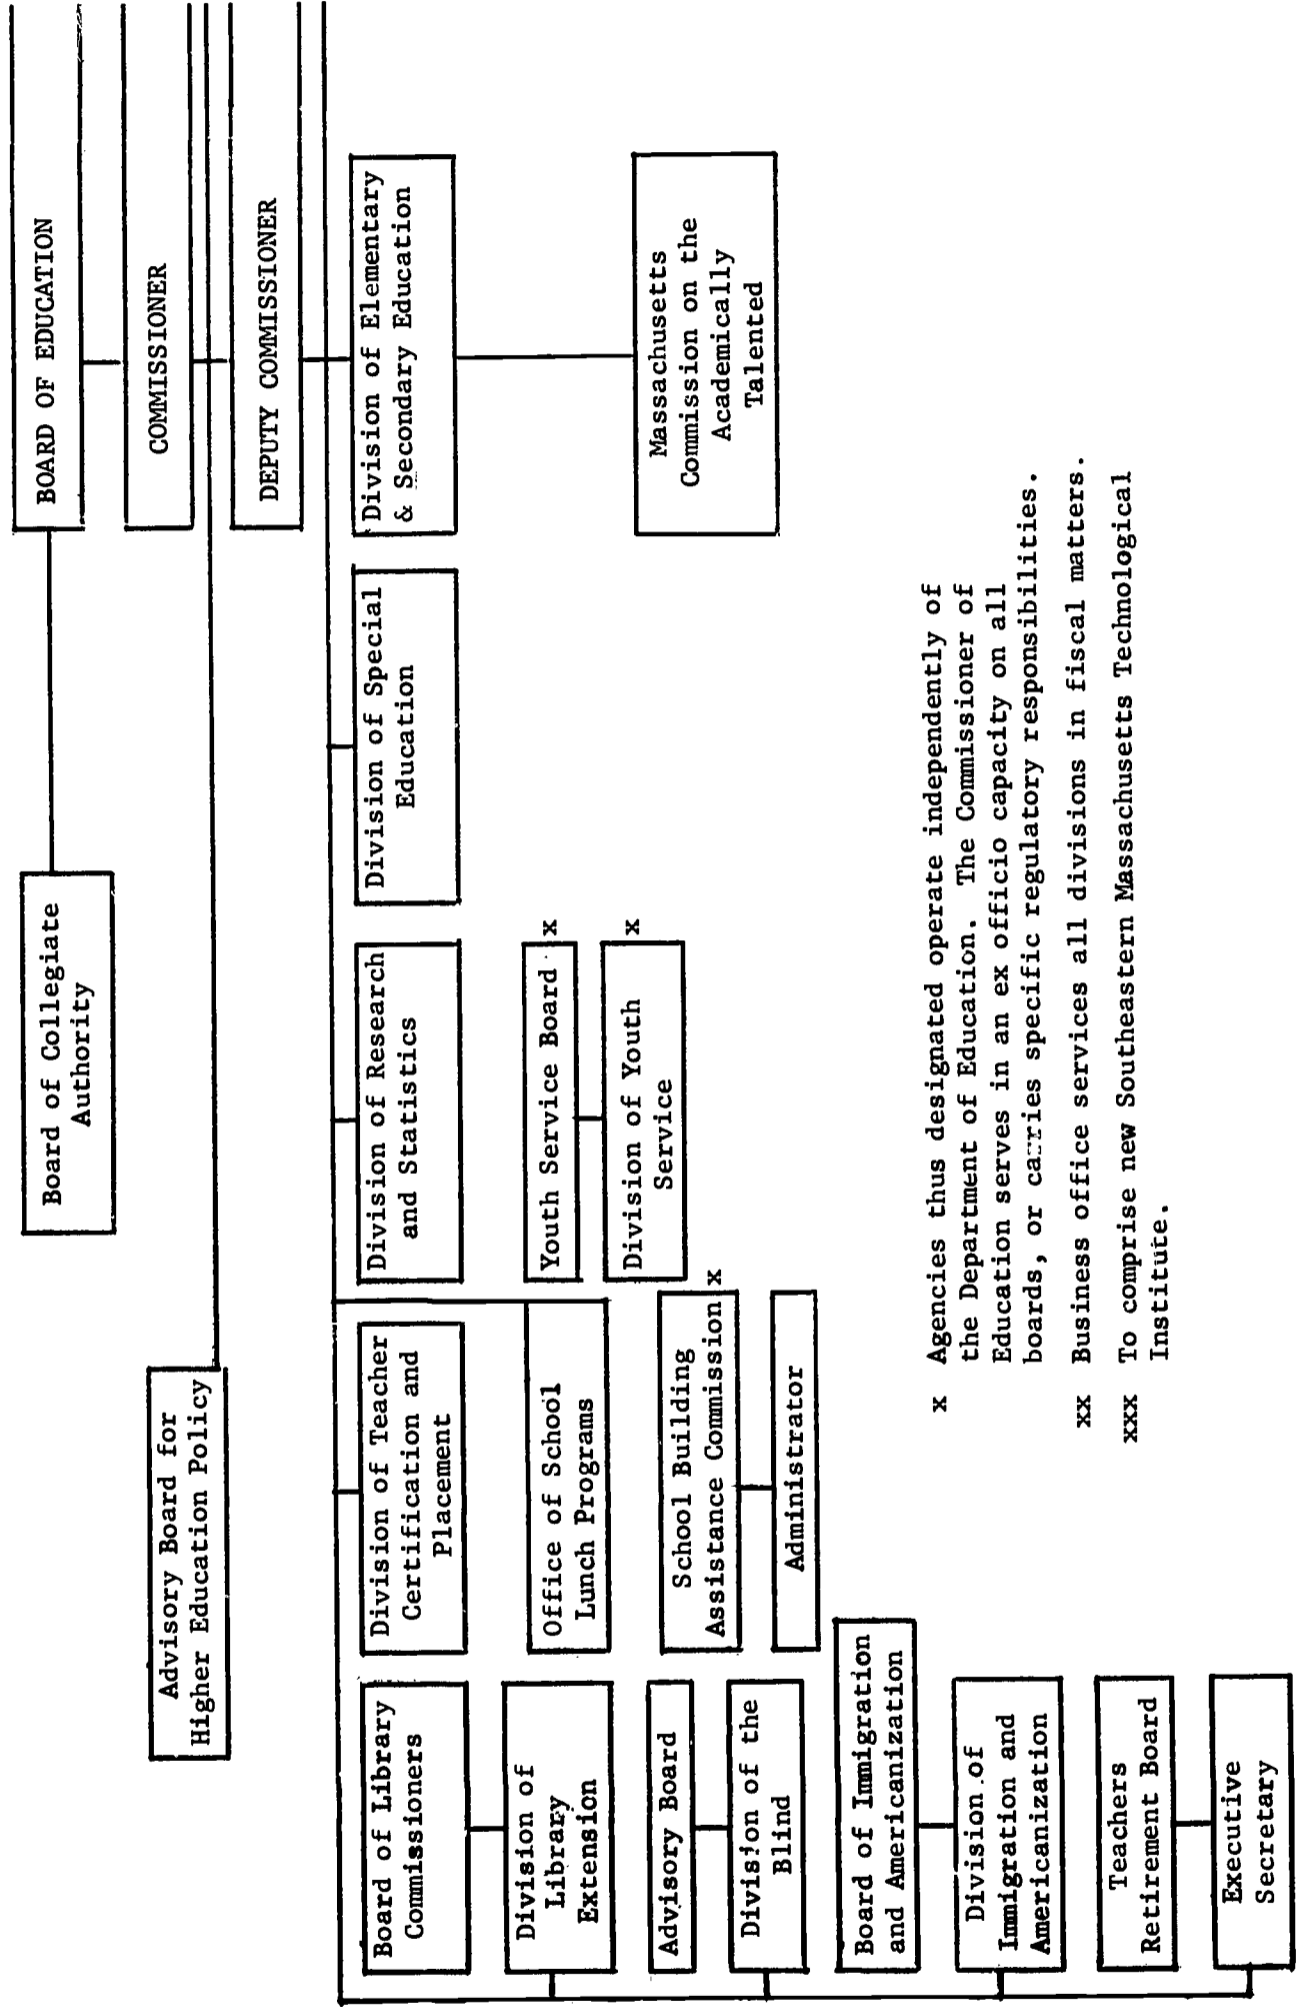 BOARD OF EDUCATION
Board of Collegiate
Authority
COMMISSIONER
Advisory Board for
Higher Education Policy
DEPUTY COMMISSIONER
Board of Library
Commissioners
Division of Teacher
Certification and
Placement
Division of Research
and Statistics
Division of Special
Education
Division of Elementary
& Secondary Education
Division of
Library
Extension
Office of School
Lunch Programs
Youth Service Board x
Division of Youth
Service
x
Advisory Board
Division of the
Blind
School Building
Assistance Commission x
Administrator
Massachusetts
Commission on the
Academically
Talented
Board of Immigration
and Americanization
Division of
Immigration and
Americanization
Teachers
Retirement Board
Executive
Secretary
x Agencies thus designated operate independently of
the Department of Education. The Commissioner of
Education serves in an ex officio capacity on all
boards, or carries specific regulatory responsibilities.
xx Business office services all divisions in fiscal matters.
xxx To comprise new Southeastern Massachusetts Technological
Institute.